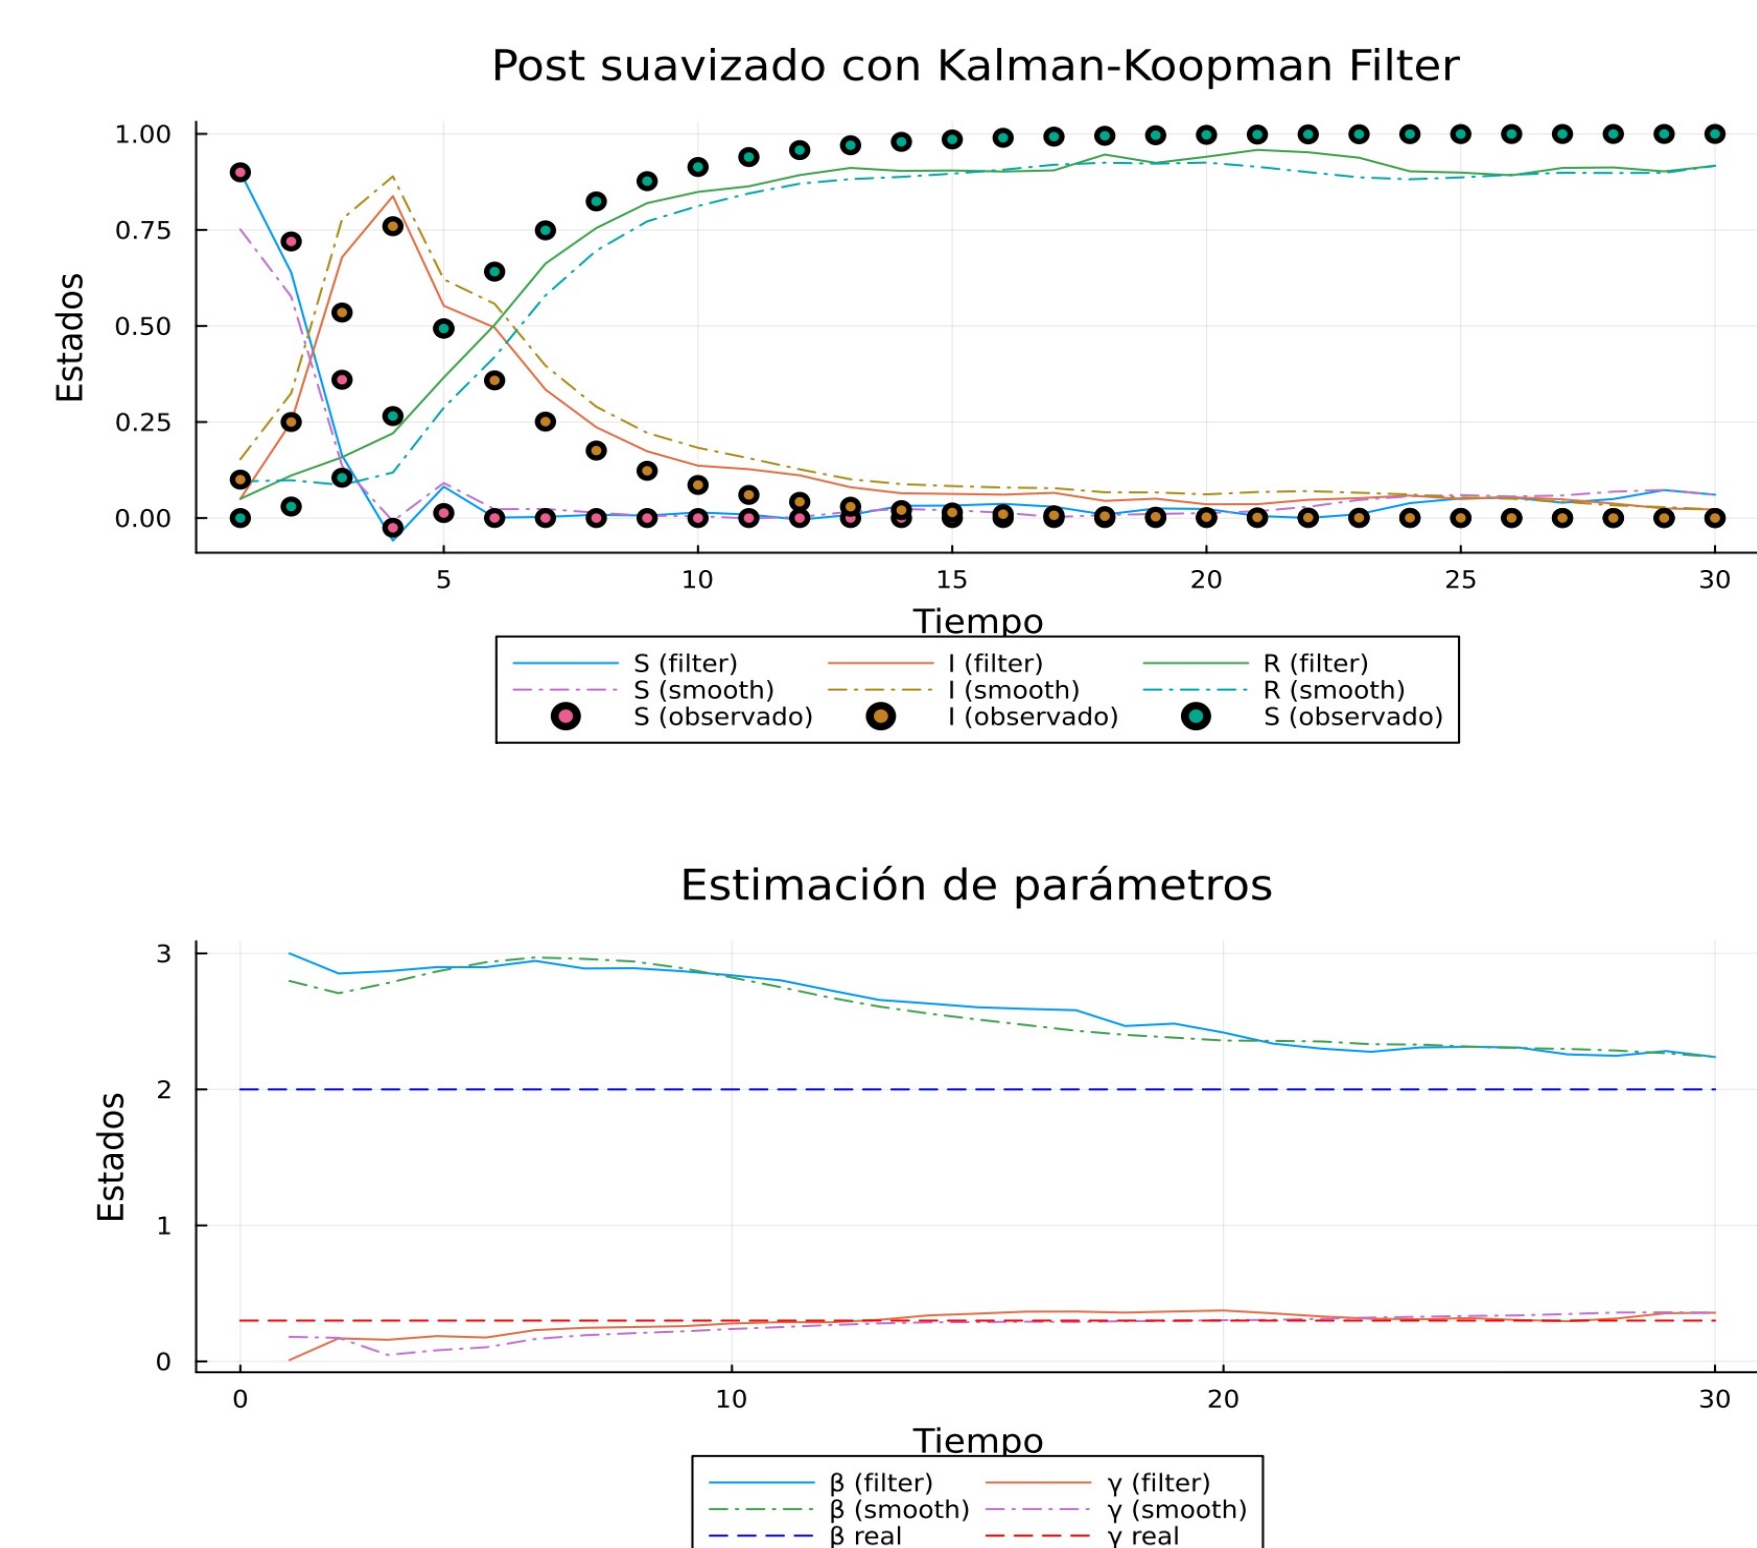 Post suavizado con Kalman-Koopman Filter
1.00
0.75
0.50
0.25
0.00
Estados
5 10 15 20 25 30
Tiempo
S (filter) I (filter) R (filter)
S (smooth) I (smooth) R (smooth)
S (observado) I (observado) S (observado)
Estimación de parámetros
3
2
1
0
Estados
0 10 20 30
Tiempo
β (filter) γ (filter)
β (smooth) γ (smooth)
β real γ real